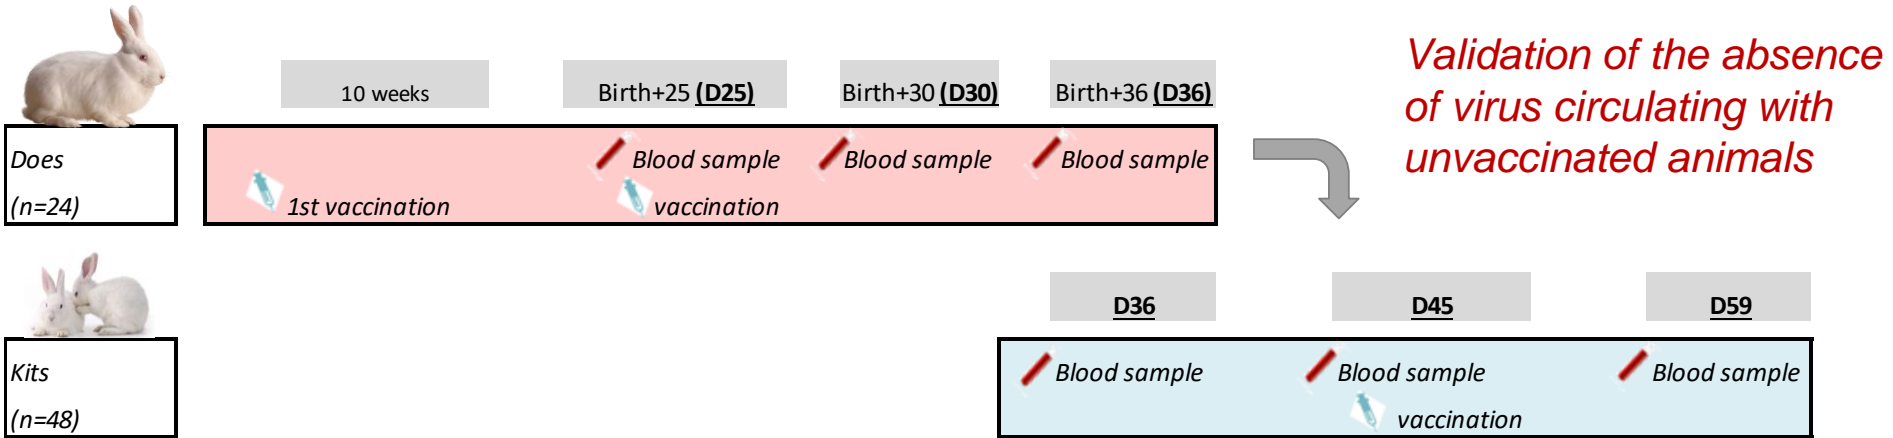 Validation of the absence
of virus circulating with
unvaccinated animals
10 weeks
Birth+25 (D25)
Birth+30 (D30)
Birth+36 (D36)
Does
(n=24)
Blood sample
Blood sample
Blood sample
1st vaccination
vaccination
D36
D45
D59
Kits
(n=48)
Blood sample
Blood sample
Blood sample
vaccination